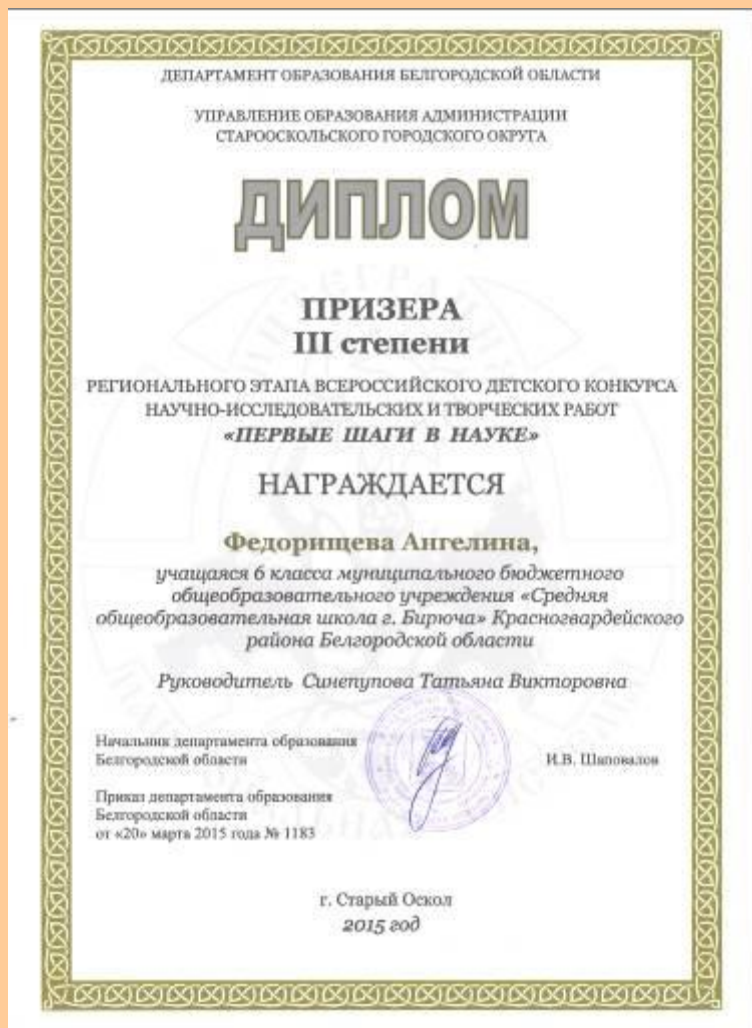 ДЕПАРТАМЕНТ ОБРАЗОВАНИЯ БЕЛГОРОДСКОЙ ОБЛАСТИ
УПРАВЛЕНИЕ ОБРАЗОВАНИЯ АДМИНИСТРАЦИИ
СТАРООСКОЛЬСКОГО ГОРОДСКОГО ОКРУГА
ДИПЛОМ
ПРИЗЕРА
III степени
РЕГИОНАЛЬНОГО ЭТАПА ВСЕРОССИЙСКОГО ДЕТСКОГО КОНКУРСА
НАУЧНО-ИССЛЕДОВАТЕЛЬСКИХ И ТВОРЧЕСКИХ РАБОТ
«ПЕРВЫЕ ШАГИ В НАУКЕ»
НАГРАЖДАЕТСЯ
Федорищева Ангелина,
учащаяся 6 класса муниципального бюджетного
общеобразовательного учреждения «Средняя
общеобразовательная школа г. Бирюча» Красногвардейского
района Белгородской области
Руководитель Синепупова Татьяна Викторовна
Начальник департамента образования
Белгородской области
И.В. Шаповалов
Приказ департамента образования
Белгородской области
от «20» марта 2015 года № 1183
г. Старый Оскол
2015 год